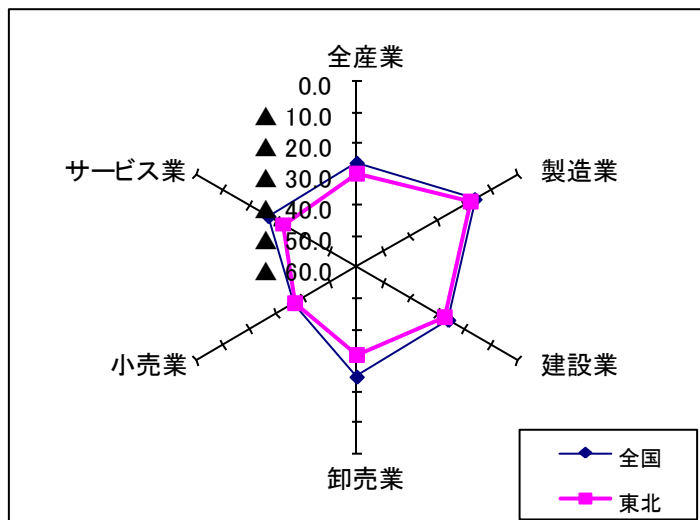 全産業
0.0
▲ 10.0
▲ 20.0
サービス業
製造業
▲ 30.0
▲ 40.0
▲ 50.0
▲ 60.0
小売業
建設業
卸売業
全国
東北